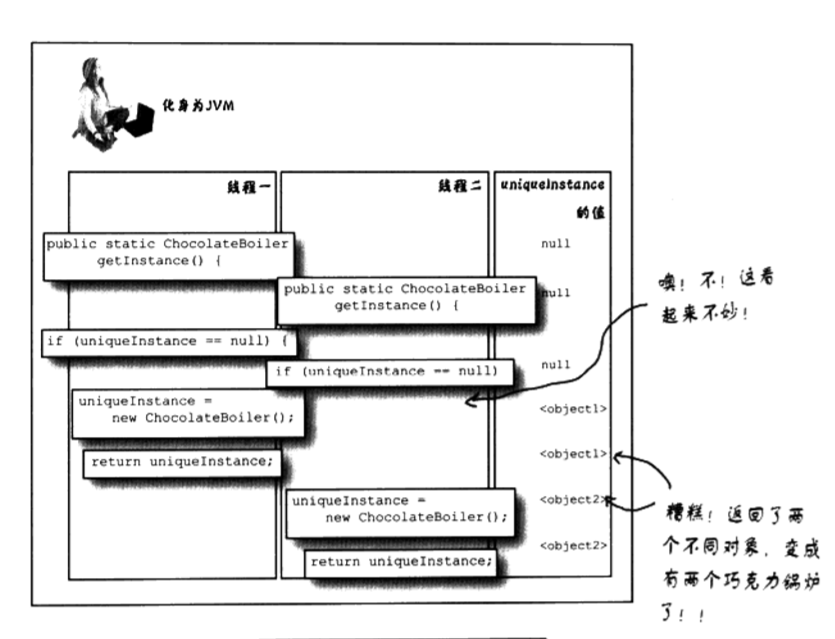 化身为JVM
线程一
线程二
uniqueInstance
的值
public static ChocolateBoiler
getInstance() {
null
public static ChocolateBoiler
getInstance() {
null
if (uniqueInstance == null) {
if (uniqueInstance == null)
null
uniqueInstance =
new ChocolateBoiler();
<object1>
return uniqueInstance;
<object1>
uniqueInstance =
new ChocolateBoiler();
<object2>
return uniqueInstance;
<object2>
噢！不！这看
起来不妙！
糟糕！返回了两
个不同对象，变成
有两个巧克力锅炉
了！！